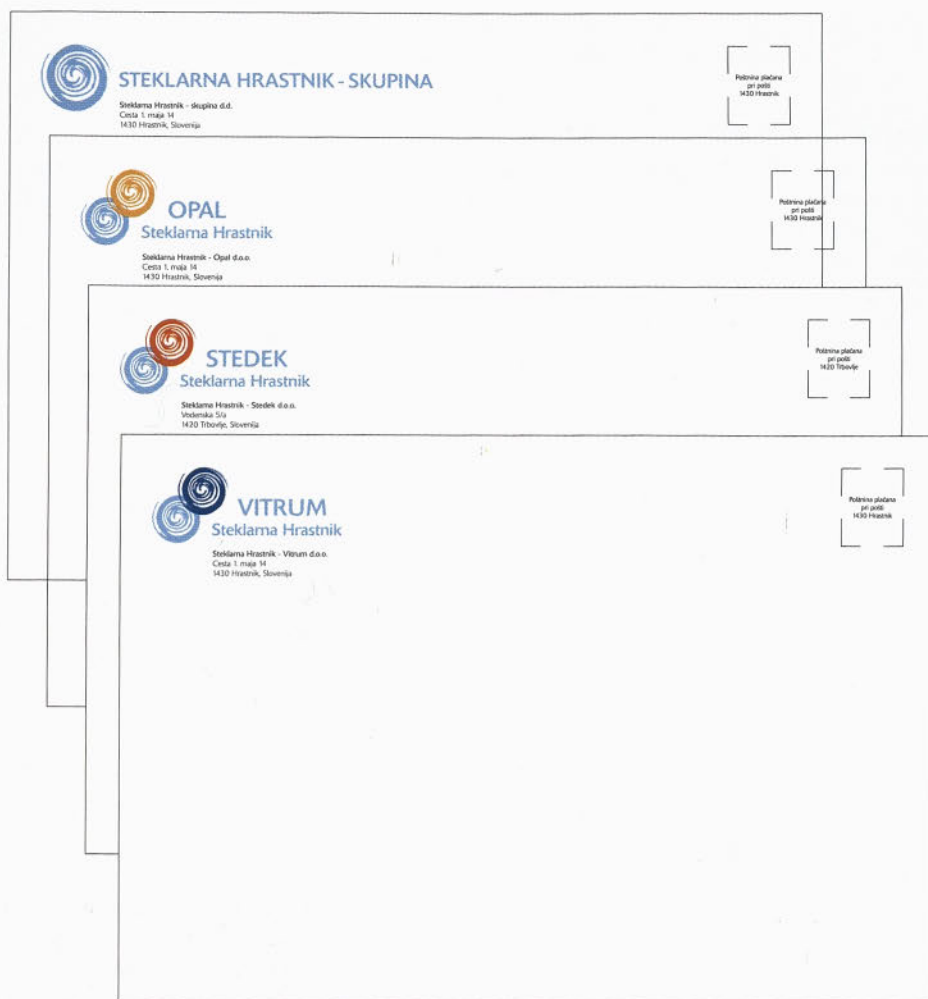 STEKLARNA HRASTNIK - SKUPINA
Steklarna Hrastnik - skupina d.d.
Cesta 1. maja 14
1430 Hrastnik, Slovenija
Poštnina plačana
pri pošti
1430 Hrastnik
OPAL
Steklarna Hrastnik
Steklarna Hrastnik - Opal d.o.o.
Cesta 1. maja 14
1430 Hrastnik, Slovenija
Poštnina plačana
pri pošti
1430 Hrastnik
STEDEK
Steklarna Hrastnik
Steklarna Hrastnik - Stedek d.o.o.
Vodenska 5/a
1420 Trbovlje, Slovenija
Poštnina plačana
pri pošti
1420 Trbovlje
VITRUM
Steklarna Hrastnik
Steklarna Hrastnik - Vitrum d.o.o.
Cesta 1. maja 14
1430 Hrastnik, Slovenija
Poštnina plačana
pri pošti
1430 Hrastnik